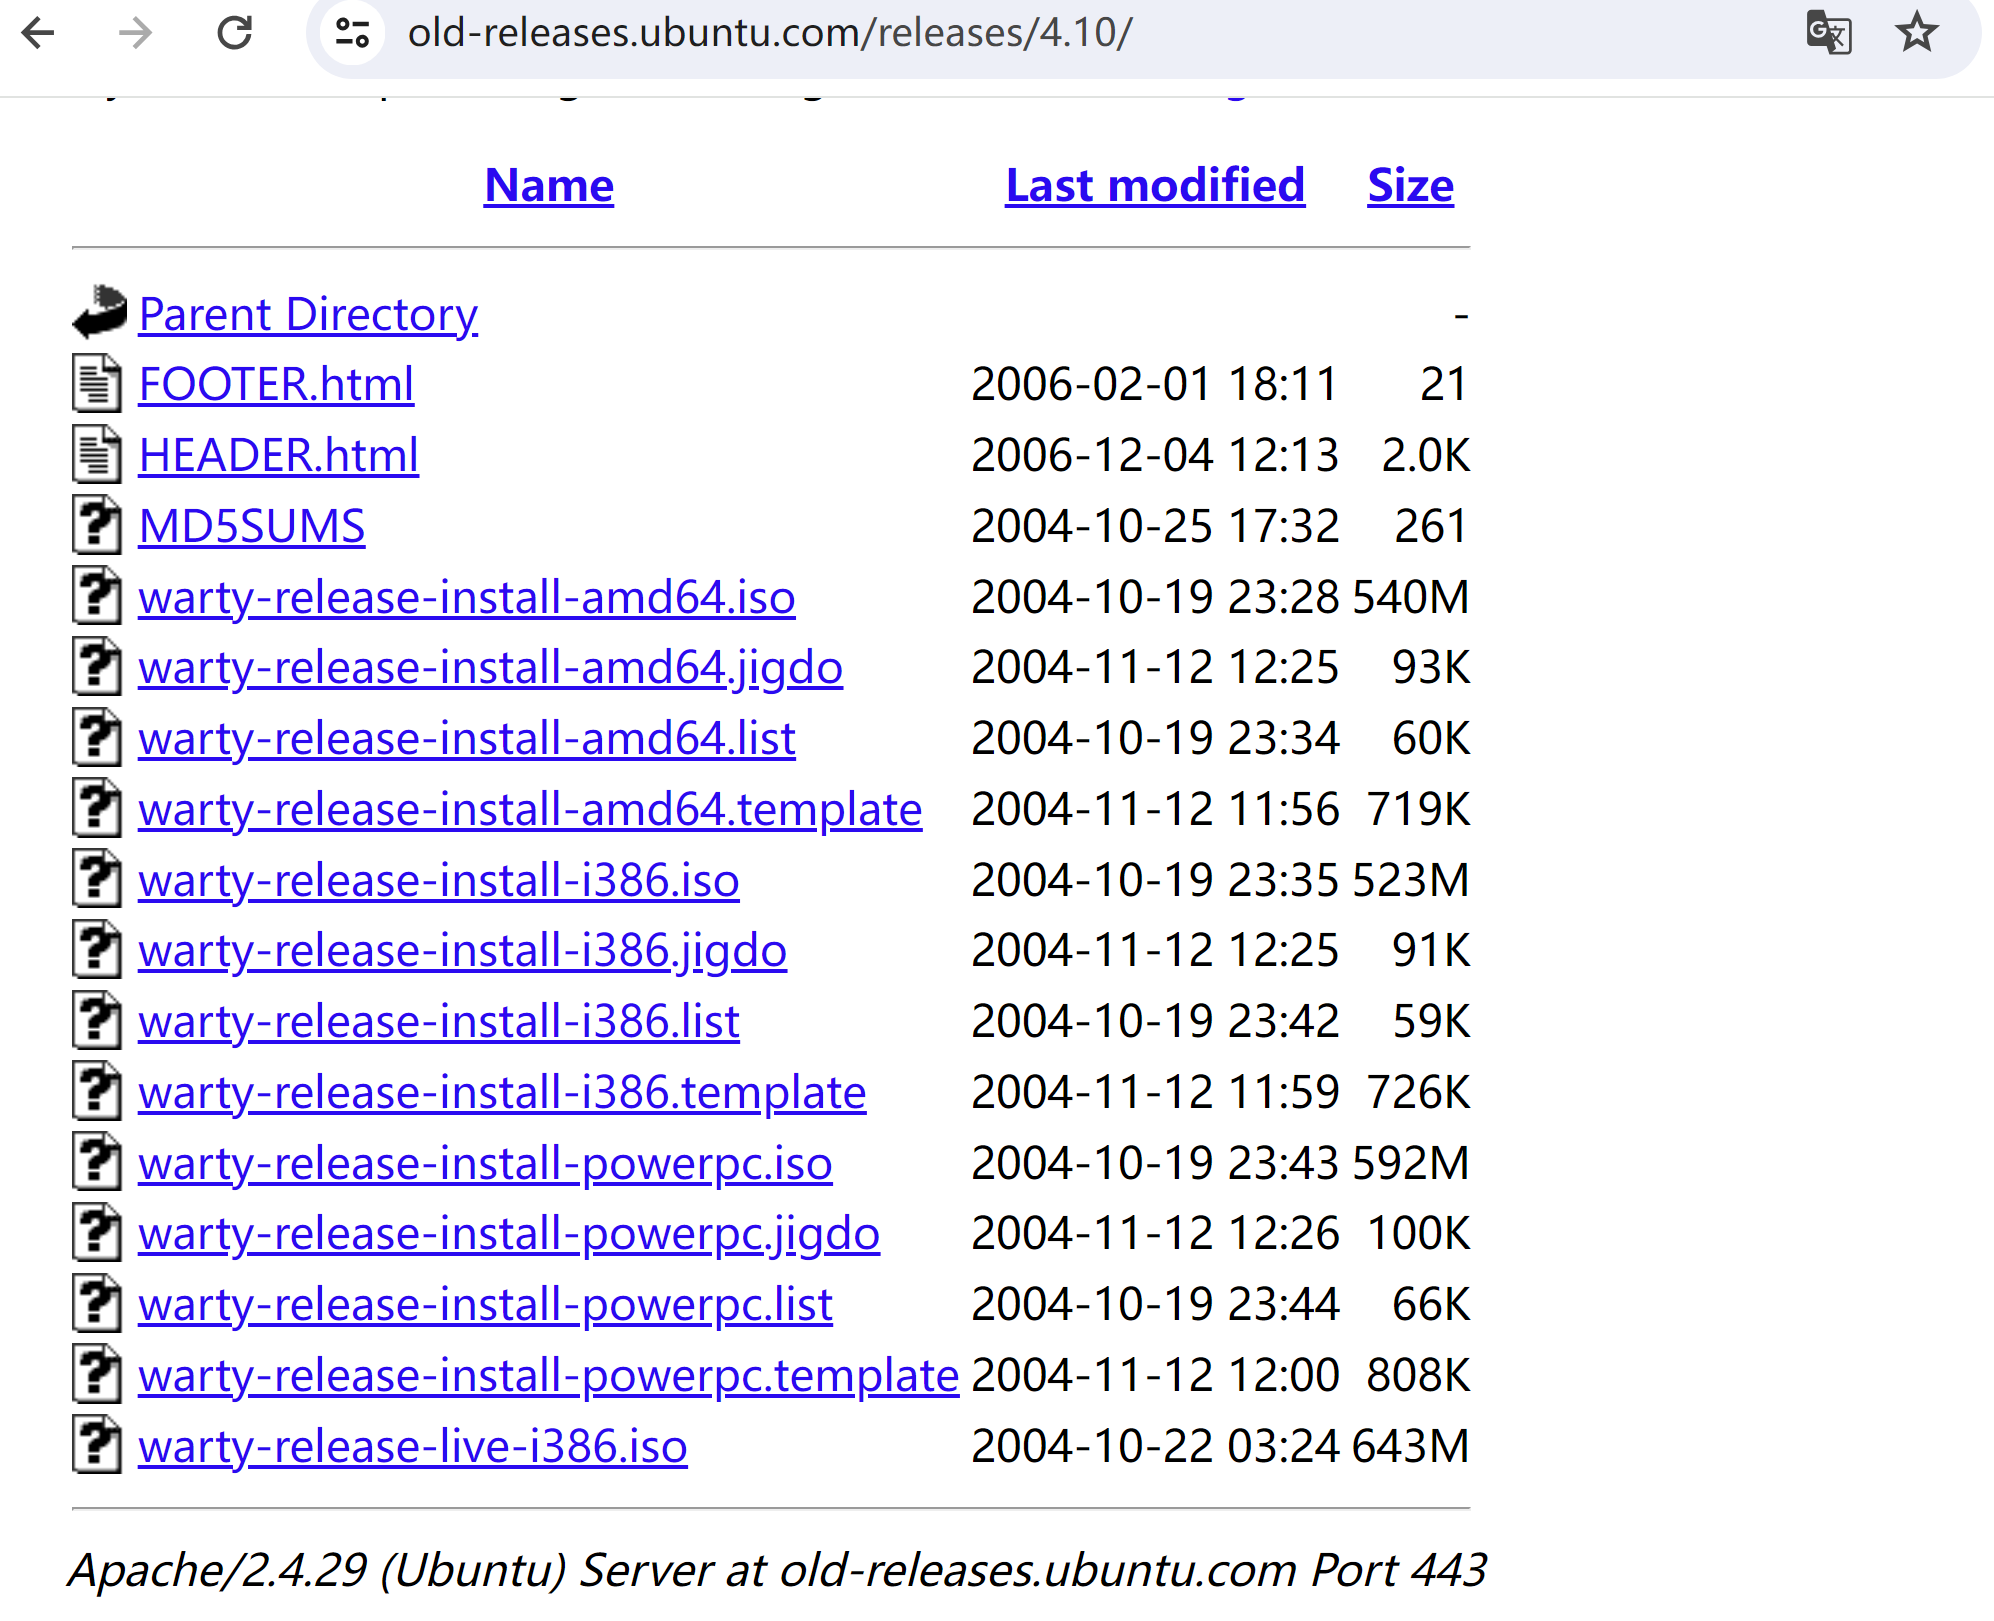 old-releases.ubuntu.com/releases/4.10/
Name Last modified Size
Parent Directory -
FOOTER.html 2006-02-01 18:11 21
HEADER.html 2006-12-04 12:13 2.0K
MD5SUMS 2004-10-25 17:32 261
warty-release-install-amd64.iso 2004-10-19 23:28 540M
warty-release-install-amd64.jigdo 2004-11-12 12:25 93K
warty-release-install-amd64.list 2004-10-19 23:34 60K
warty-release-install-amd64.template 2004-11-12 11:56 719K
warty-release-install-i386.iso 2004-10-19 23:35 523M
warty-release-install-i386.jigdo 2004-11-12 12:25 91K
warty-release-install-i386.list 2004-10-19 23:42 59K
warty-release-install-i386.template 2004-11-12 11:59 726K
warty-release-install-powerpc.iso 2004-10-19 23:43 592M
warty-release-install-powerpc.jigdo 2004-11-12 12:26 100K
warty-release-install-powerpc.list 2004-10-19 23:44 66K
warty-release-install-powerpc.template 2004-11-12 12:00 808K
warty-release-live-i386.iso 2004-10-22 03:24 643M
Apache/2.4.29 (Ubuntu) Server at old-releases.ubuntu.com Port 443